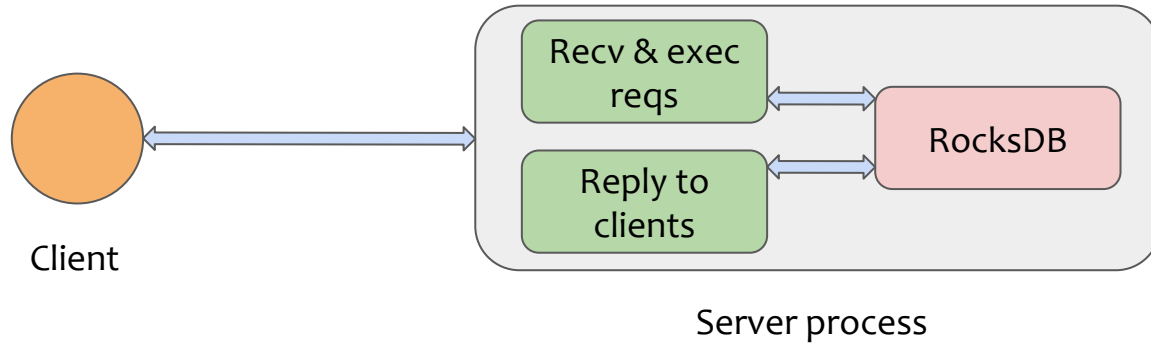 Recv & exec
reqs
RocksDB
Reply to
clients
Client
Server process